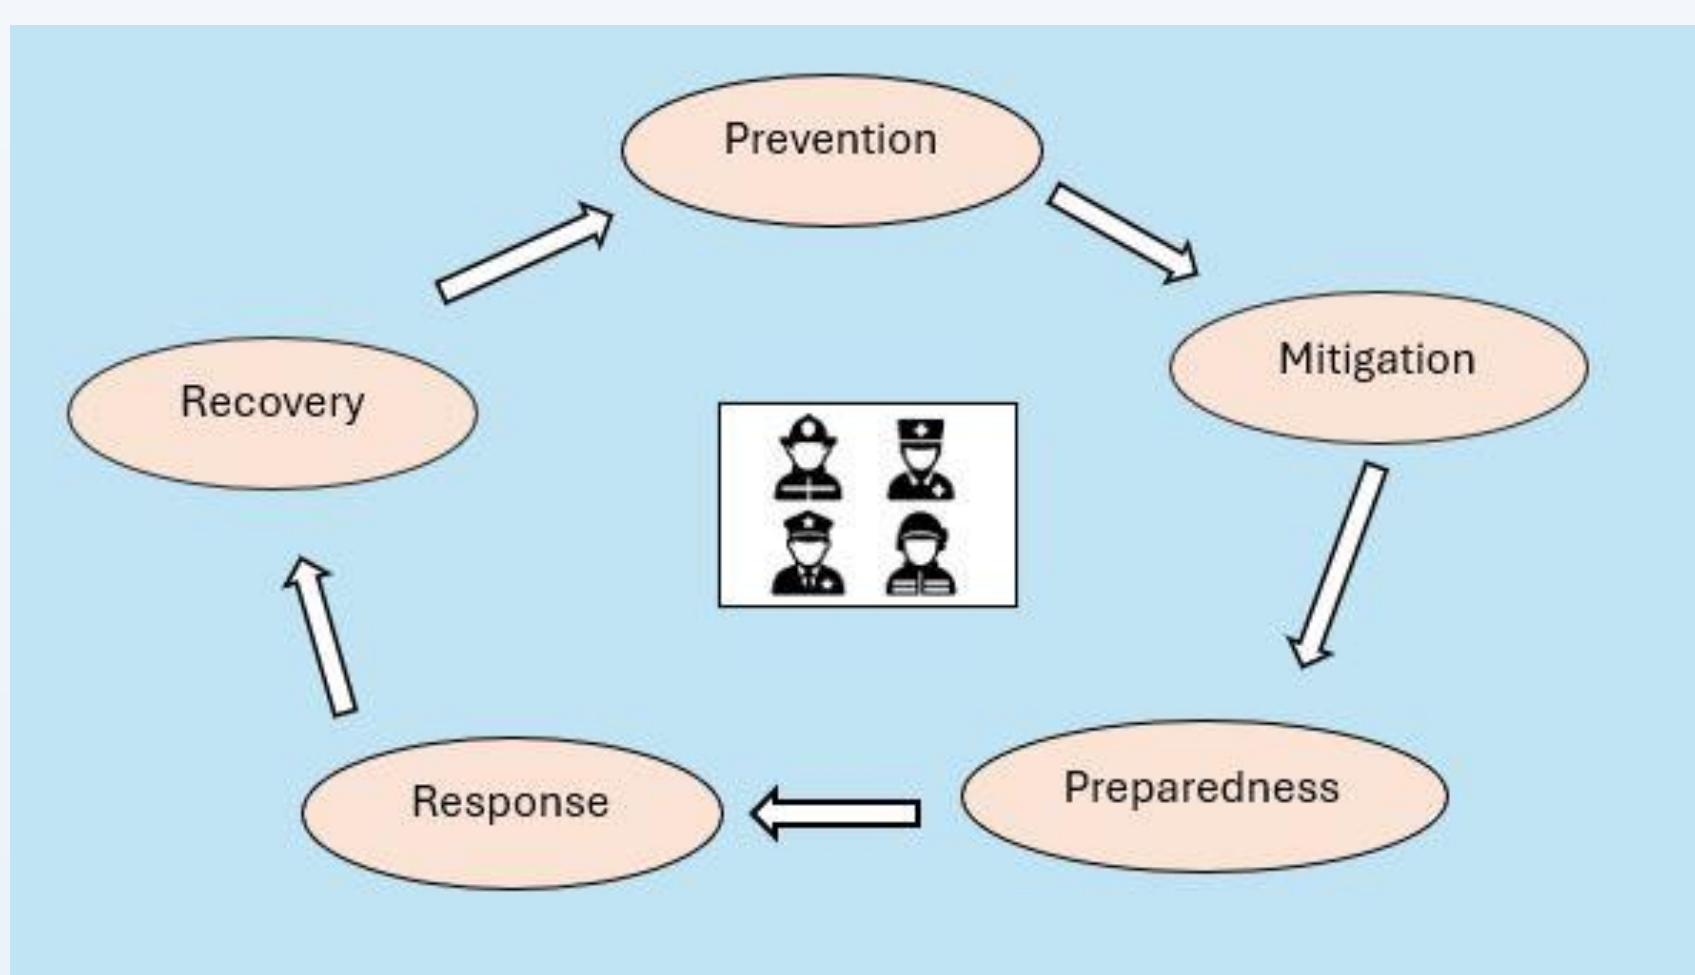 Prevention
Mitigation
Preparedness
Response
Recovery